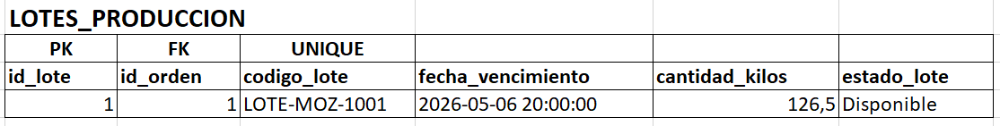 LOTES_PRODUCCION
PK FK UNIQUE
id_lote id_orden codigo_lote fecha_vencimiento cantidad_kilos estado_lote
1 1 LOTE-MOZ-1001 2026-05-06 20:00:00 126,5 Disponible